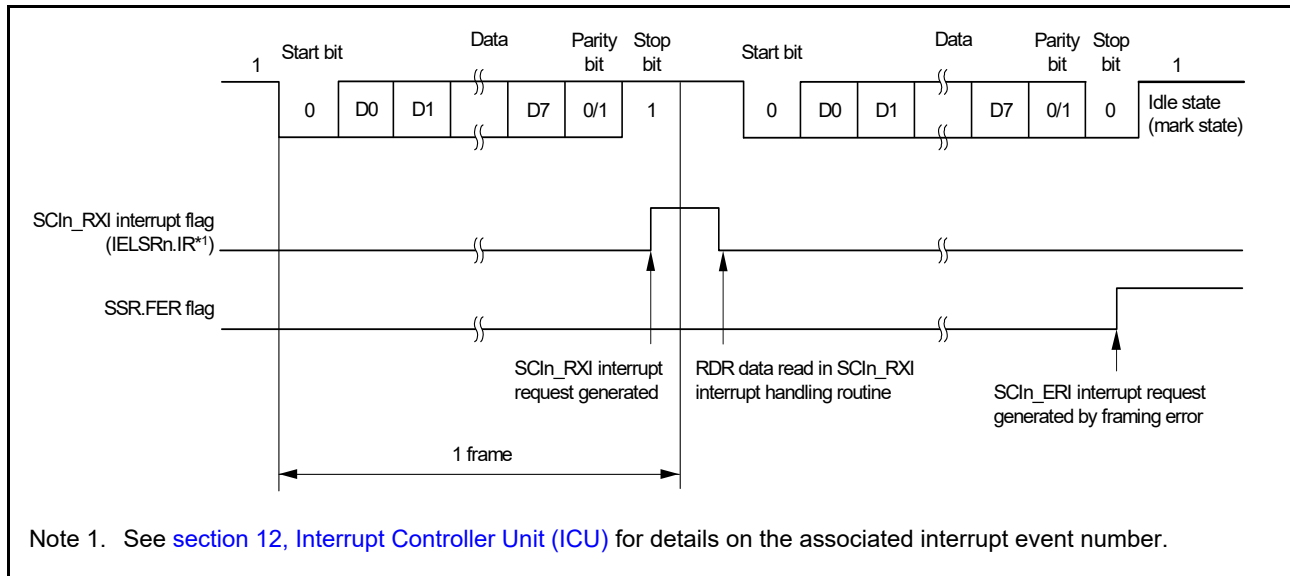 1
Start bit
Data
Parity
bit
Stop
bit
Start bit
Data
Parity
bit
Stop
bit
1
0 D0 D1 D7 0/1 1 0 D0 D1 D7 0/1 0
Idle state
(mark state)
SCIn_RXI interrupt flag
(IELSRn.IR*1)
SSR.FER flag
SCIn_RXI interrupt
request generated
RDR data read in SCIn_RXI
interrupt handling routine
SCIn_ERI interrupt request
generated by framing error
1 frame
Note 1. See section 12, Interrupt Controller Unit (ICU) for details on the associated interrupt event number.